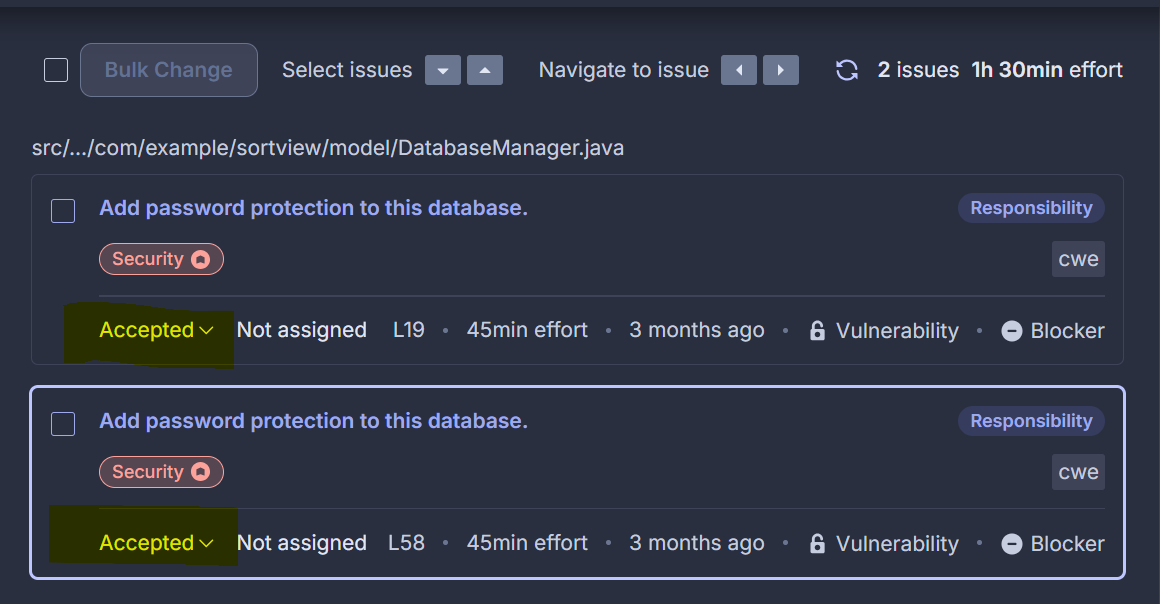 Bulk Change Select issues Navigate to issue 2 issues 1h 30min effort
src/.../com/example/sortview/model/DatabaseManager.java
Add password protection to this database. Responsibility
Security cwe
Accepted Not assigned L19 • 45min effort • 3 months ago • Vulnerability • Blocker
Add password protection to this database. Responsibility
Security cwe
Accepted Not assigned L58 • 45min effort • 3 months ago • Vulnerability • Blocker